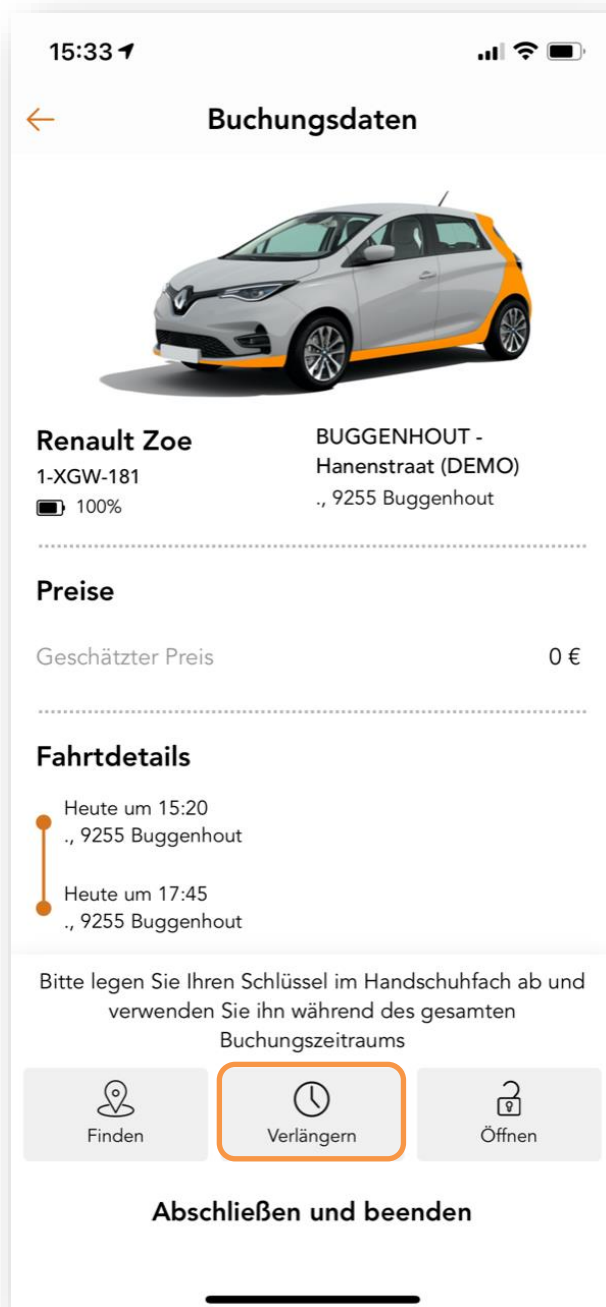 15:33
Buchungsdaten
Renault Zoe
1-XGW-181
100%
BUGGENHOUT -
Hanenstraat (DEMO)
., 9255 Buggenhout
Preise
Geschätzter Preis 0 €
Fahrtdetails
Heute um 15:20
., 9255 Buggenhout
Heute um 17:45
., 9255 Buggenhout
Bitte legen Sie Ihren Schlüssel im Handschuhfach ab und
verwenden Sie ihn während des gesamten
Buchungszeitraums
Finden Verlängern Öffnen
Abschließen und beenden